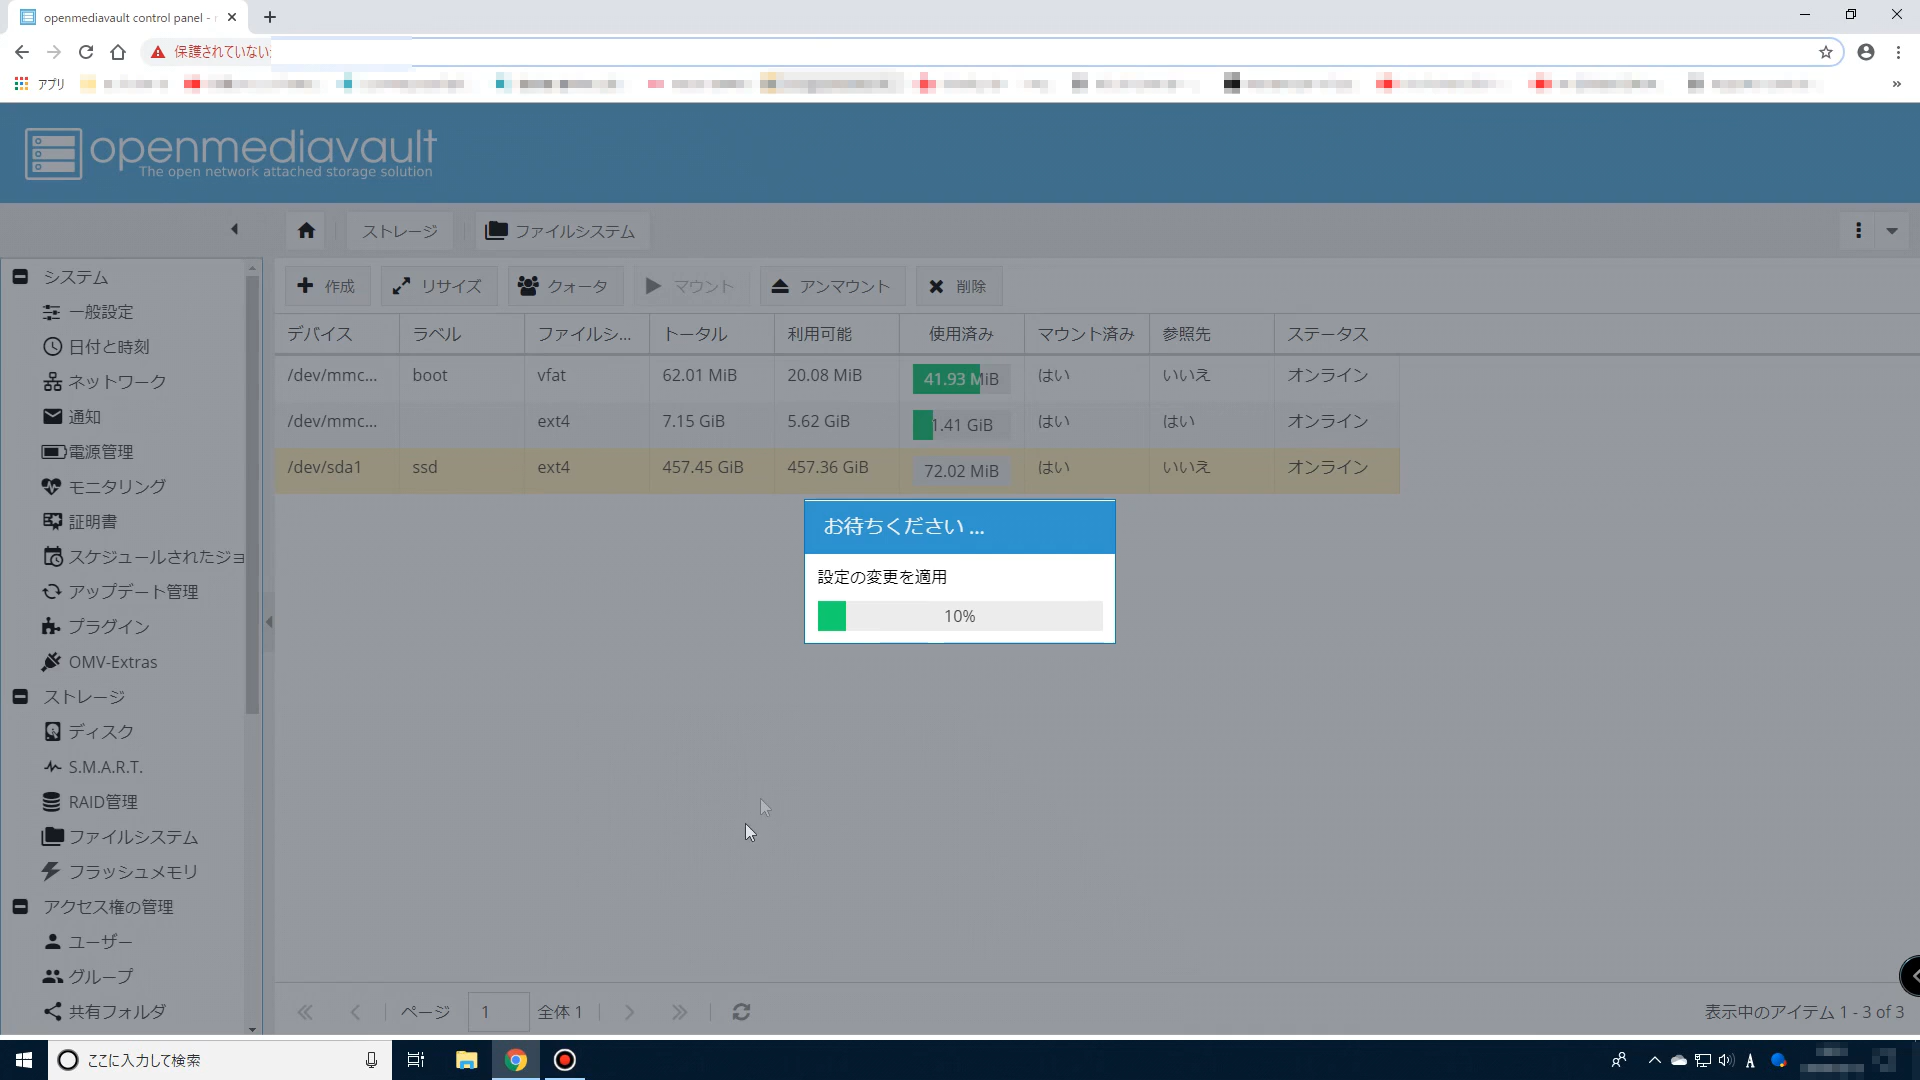 openmediavault control panel -
保護されていない
アプリ
»
openmediavault
The open network attached storage solution
ストレージ
ファイルシステム
システム
一般設定
日付と時刻
ネットワーク
通知
電源管理
モニタリング
証明書
スケジュールされたジョ
アップデート管理
プラグイン
OMV-Extras
ストレージ
ディスク
S.M.A.R.T.
RAID管理
ファイルシステム
フラッシュメモリ
アクセス権の管理
ユーザー
グループ
共有フォルダ
作成 リサイズ クォータ マウント アンマウント 削除
デバイス ラベル ファイルシ... トータル 利用可能 使用済み マウント済み 参照先 ステータス
/dev/mmc... boot vfat 62.01 MiB 20.08 MiB 41.93 MiB はい いいえ オンライン
/dev/mmc... ext4 7.15 GiB 5.62 GiB 1.41 GiB はい はい オンライン
/dev/sda1 ssd ext4 457.45 GiB 457.36 GiB 72.02 MiB はい いいえ オンライン
お待ちください ...
設定の変更を適用
10%
ページ 1 全体 1
表示中のアイテム 1 - 3 of 3
ここに入力して検索
A